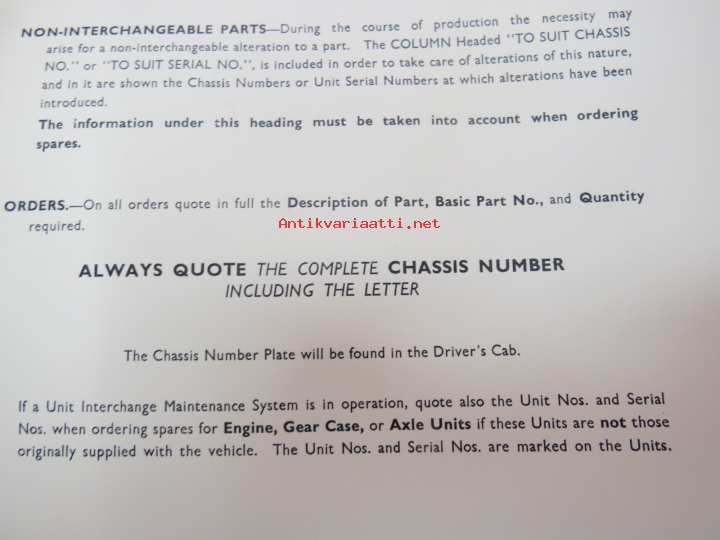 NON-INTERCHANGEABLE PARTS—During the course of production the necessity may
arise for a non-interchangeable alteration to a part. The COLUMN Headed "TO SUIT CHASSIS
NO." or "TO SUIT SERIAL NO.", is included in order to take care of alterations of this nature,
and in it are shown the Chassis Numbers or Unit Serial Numbers at which alterations have been
introduced.
The information under this heading must be taken into account when ordering
spares.
ORDERS.—On all orders quote in full the Description of Part, Basic Part No., and Quantity
required.
Antikvariaatti.net
ALWAYS QUOTE THE COMPLETE CHASSIS NUMBER
INCLUDING THE LETTER
The Chassis Number Plate will be found in the Driver's Cab.
If a Unit Interchange Maintenance System is in operation, quote also the Unit Nos. and Serial
Nos. when ordering spares for Engine, Gear Case, or Axle Units if these Units are not those
originally supplied with the vehicle. The Unit Nos. and Serial Nos. are marked on the Units.